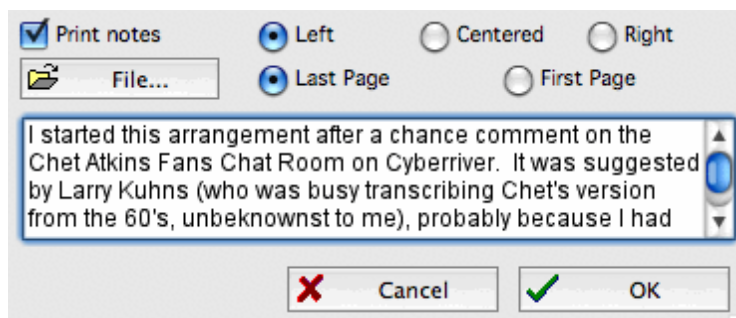 Print notes Left Centered Right
File... Last Page First Page
I started this arrangement after a chance comment on the
Chet Atkins Fans Chat Room on Cyberriver.  It was suggested
by Larry Kuhns (who was busy transcribing Chet's version
from the 60's, unbeknownst to me), probably because I had
Cancel OK